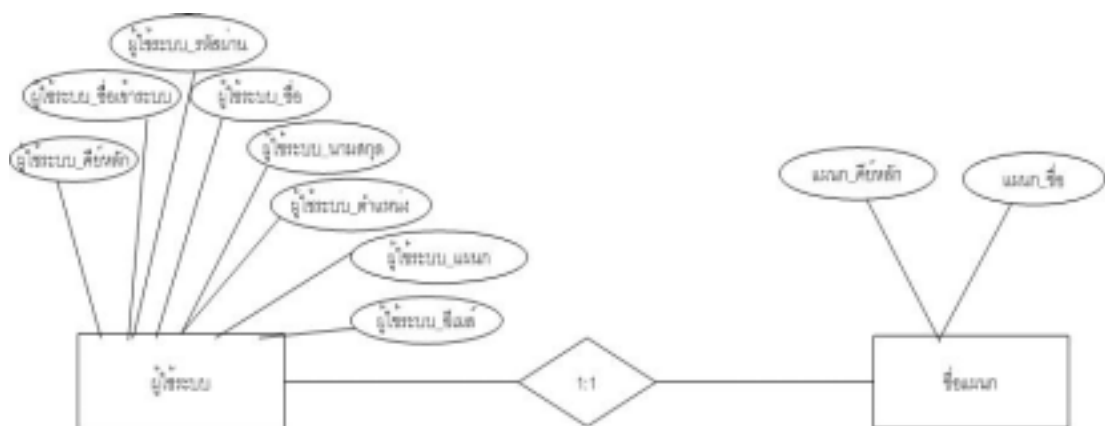 ผู้ใช้ระบบ_รหัสผ่าน
ผู้ใช้ระบบ_ชื่อเข้าระบบ
ผู้ใช้ระบบ_ชื่อ
ผู้ใช้ระบบ_คีย์หลัก
ผู้ใช้ระบบ_นามสกุล
ผู้ใช้ระบบ_ตำแหน่ง
ผู้ใช้ระบบ_แผนก
ผู้ใช้ระบบ_อีเมล์
แผนก_คีย์หลัก
แผนก_ชื่อ
ผู้ใช้ระบบ
1:1
ชื่อแผนก